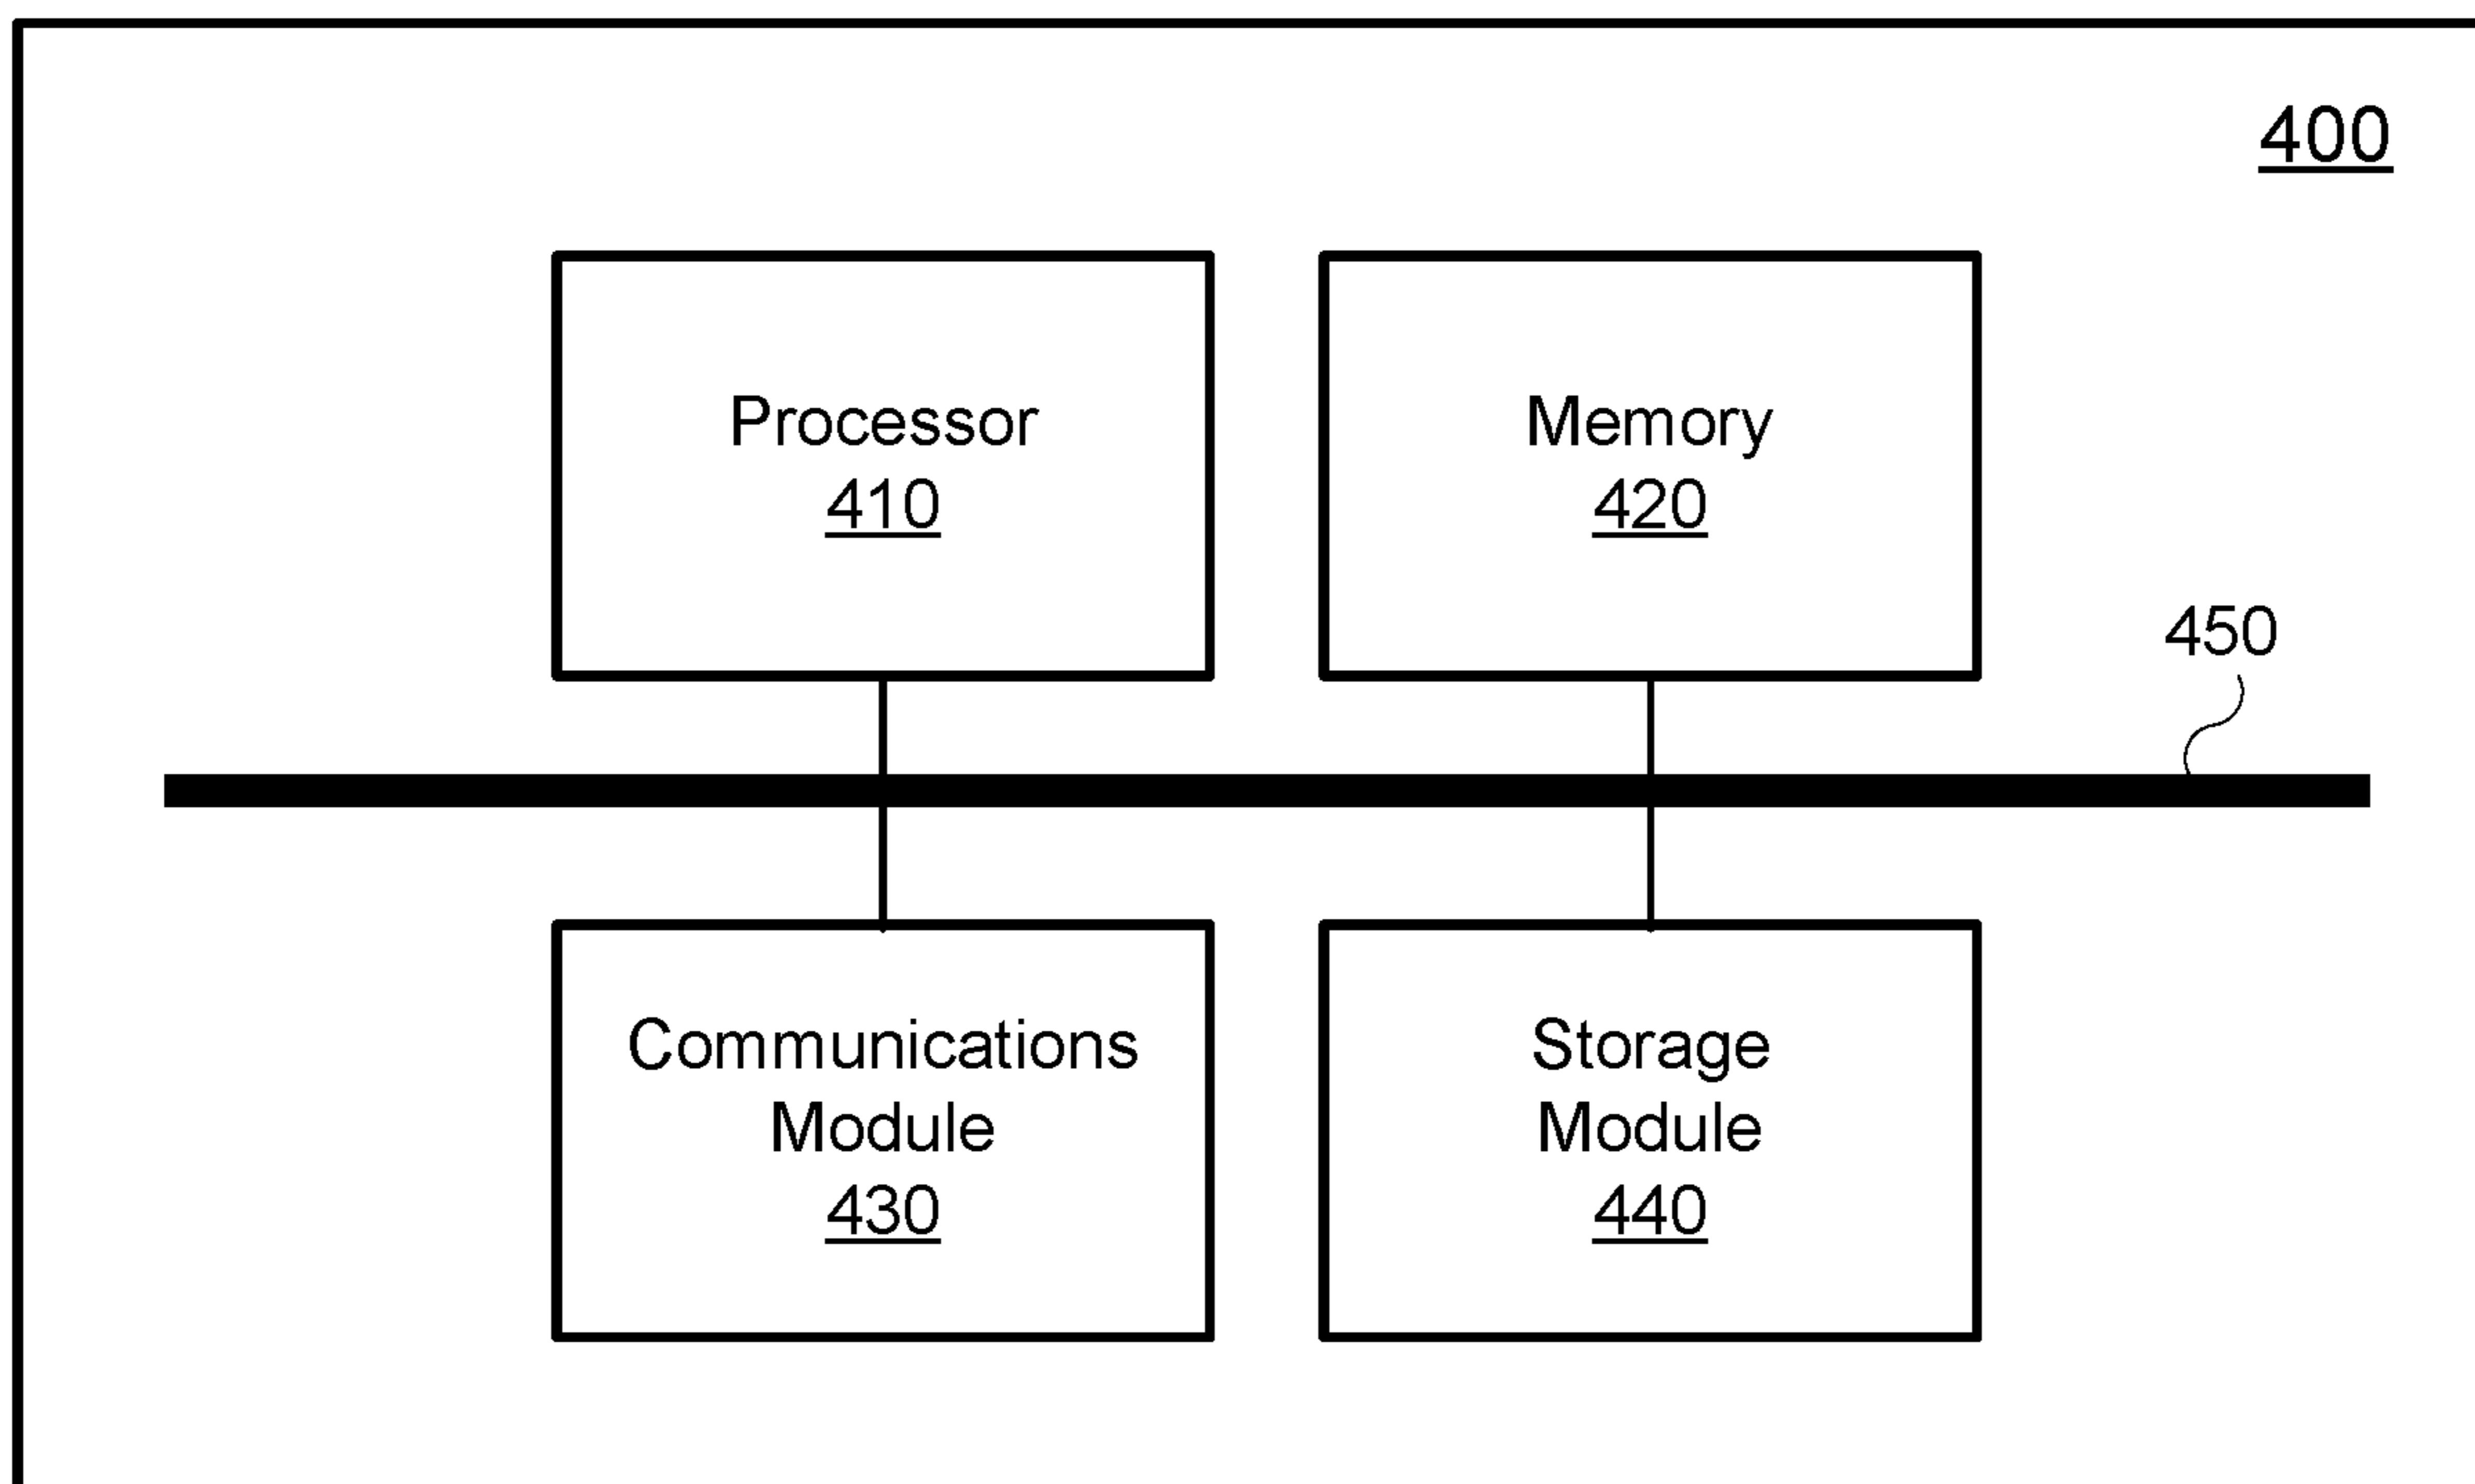 400
Processor
410
Memory
420
450
Communications
Module
430
Storage
Module
440